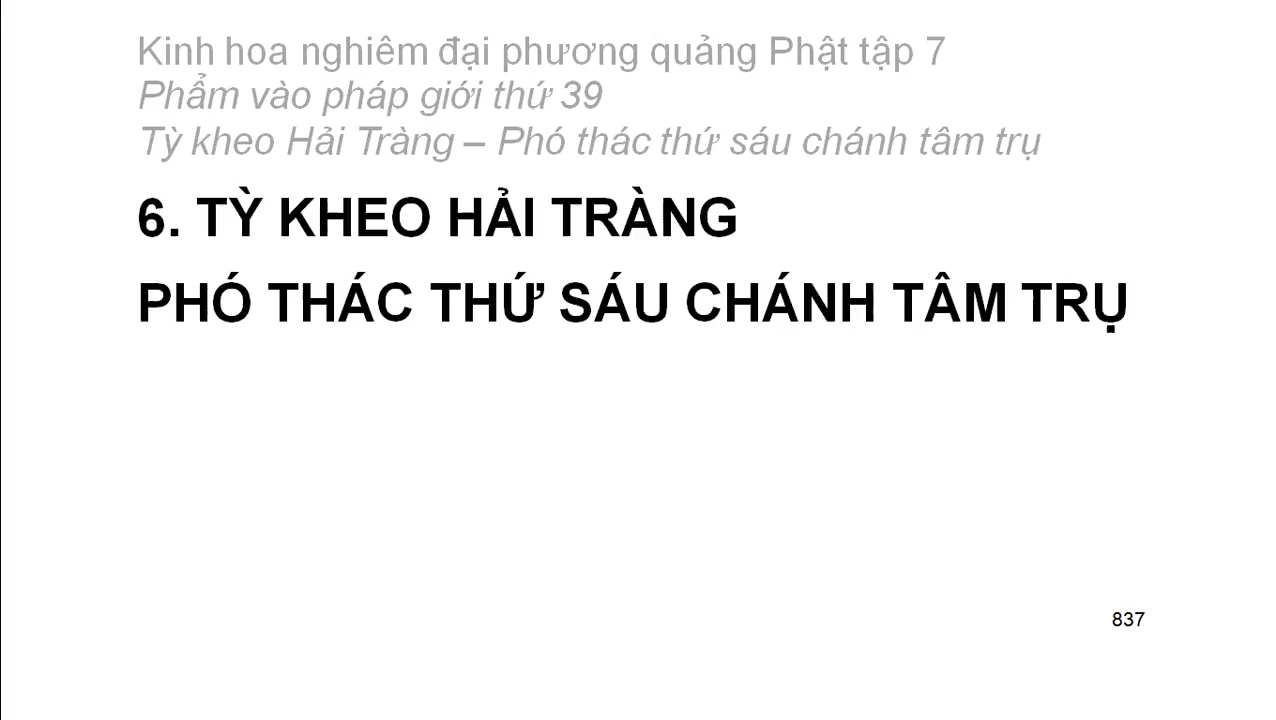 Kinh hoa nghiêm đại phương quảng Phật tập 7
Phẩm vào pháp giới thứ 39
Tỳ kheo Hải Tràng – Phó thác thứ sáu chánh tâm trụ
6. TỲ KHEO HẢI TRÀNG
PHÓ THÁC THỨ SÁU CHÁNH TÂM TRỤ
837